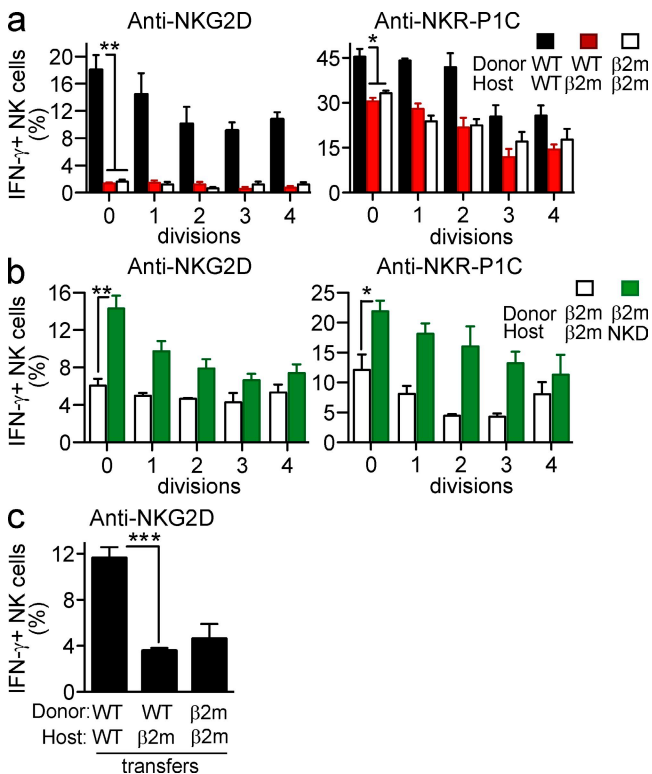 a
Anti-NKG2D
IFN-γ+ NK cells
(%)
20
16
12
8
4
0
**
0 1 2 3 4
divisions
Anti-NKR-P1C
45
30
15
0
*
Donor WT WT β2m
Host WT β2m β2m
0 1 2 3 4
divisions
b
Anti-NKG2D
IFN-γ+ NK cells
(%)
16
12
8
4
0
**
0 1 2 3 4
divisions
Anti-NKR-P1C
25
20
15
10
5
0
*
Donor β2m β2m
Host β2m NKD
0 1 2 3 4
divisions
c
Anti-NKG2D
IFN-γ+ NK cells
(%)
12
8
4
0
***
Donor: WT WT β2m
Host: WT β2m β2m
transfers